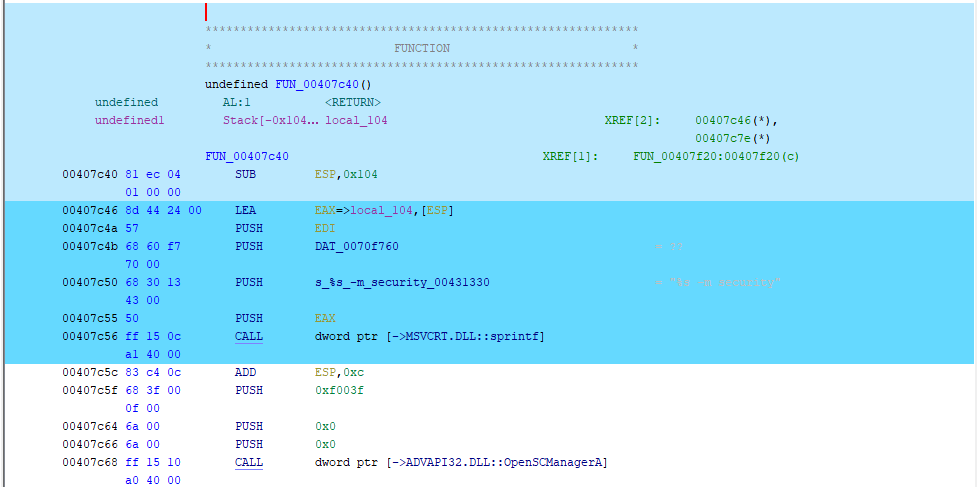 ************************************************************
* FUNCTION *
************************************************************
undefined FUN_00407c40()
undefined AL:1 <RETURN>
undefined1 Stack[-0x104... local_104 XREF[2]: 00407c46(*),
00407c7e(*)
FUN_00407c40 XREF[1]: FUN_00407f20:00407f20(c)
00407c40 81 ec 04 SUB ESP,0x104
01 00 00
00407c46 8d 44 24 00 LEA EAX=>local_104,[ESP]
00407c4a 57 PUSH EDI
00407c4b 68 60 f7 PUSH DAT_0070f760 = ??
70 00
00407c50 68 30 13 PUSH s_%s_-m_security_00431330 = "%s -m security"
43 00
00407c55 50 PUSH EAX
00407c56 ff 15 0c CALL dword ptr [->MSVCRT.DLL::sprintf]
a1 40 00
00407c5c 83 c4 0c ADD ESP,0xc
00407c5f 68 3f 00 PUSH 0xf003f
0f 00
00407c64 6a 00 PUSH 0x0
00407c66 6a 00 PUSH 0x0
00407c68 ff 15 10 CALL dword ptr [->ADVAPI32.DLL::OpenSCManagerA]
a0 40 00